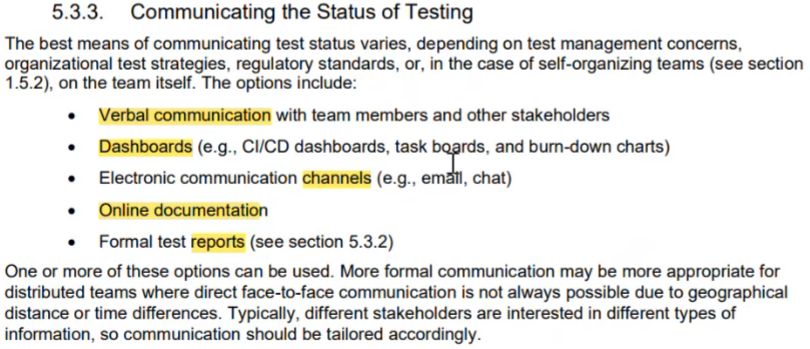 5.3.3. Communicating the Status of Testing
The best means of communicating test status varies, depending on test management concerns,
organizational test strategies, regulatory standards, or, in the case of self-organizing teams (see section
1.5.2), on the team itself. The options include:
• Verbal communication with team members and other stakeholders
• Dashboards (e.g., CI/CD dashboards, task boards, and burn-down charts)
• Electronic communication channels (e.g., email, chat)
• Online documentation
• Formal test reports (see section 5.3.2)
One or more of these options can be used. More formal communication may be more appropriate for
distributed teams where direct face-to-face communication is not always possible due to geographical
distance or time differences. Typically, different stakeholders are interested in different types of
information, so communication should be tailored accordingly.